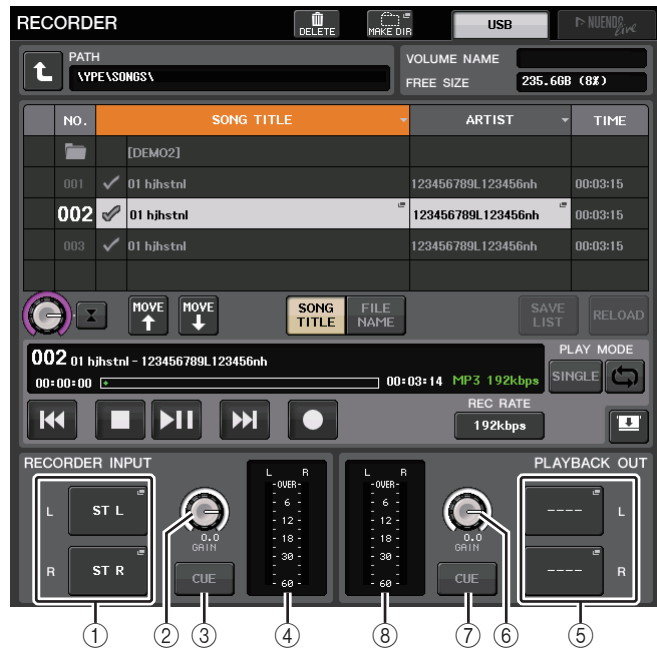 RECORDER
DELETE
MAKE DIR
USB
NUENDO Live
PATH
\YPE\SONGS\
VOLUME NAME
FREE SIZE 235.6GB (8%)
NO. SONG TITLE ARTIST TIME
[DEMO2]
001 01 hjhstnl 123456789L123456nh 00:03:15
002 01 hjhstnl 123456789L123456nh 00:03:15
003 01 hjhstnl 123456789L123456nh 00:03:15
MOVE
MOVE
SONG TITLE
FILE NAME
SAVE LIST
RELOAD
002 01 hjhstnl - 123456789L123456nh
00:00:00 00:03:14 MP3 192kbps
PLAY MODE
SINGLE
REC RATE
192kbps
RECORDER INPUT
L ST L
R ST R
0.0
GAIN
CUE
L R
-OVER-
6
12
18
30
60
L R
-OVER-
6
12
18
30
60
0.0
GAIN
CUE
PLAYBACK OUT
---- L
---- R
① ② ③ ④ ⑧ ⑦ ⑥ ⑤